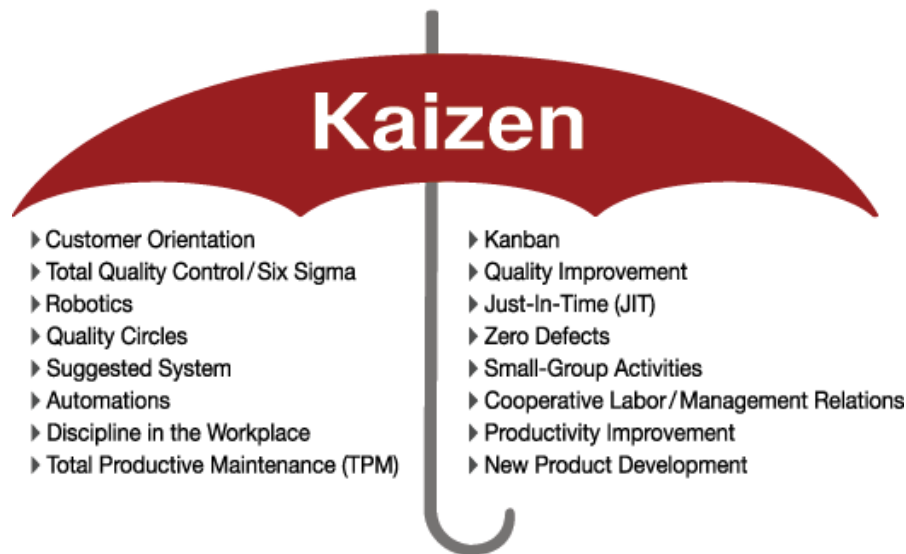 Kaizen
Customer Orientation
Total Quality Control/Six Sigma
Robotics
Quality Circles
Suggested System
Automations
Discipline in the Workplace
Total Productive Maintenance (TPM)
Kanban
Quality Improvement
Just-In-Time (JIT)
Zero Defects
Small-Group Activities
Cooperative Labor/Management Relations
Productivity Improvement
New Product Development